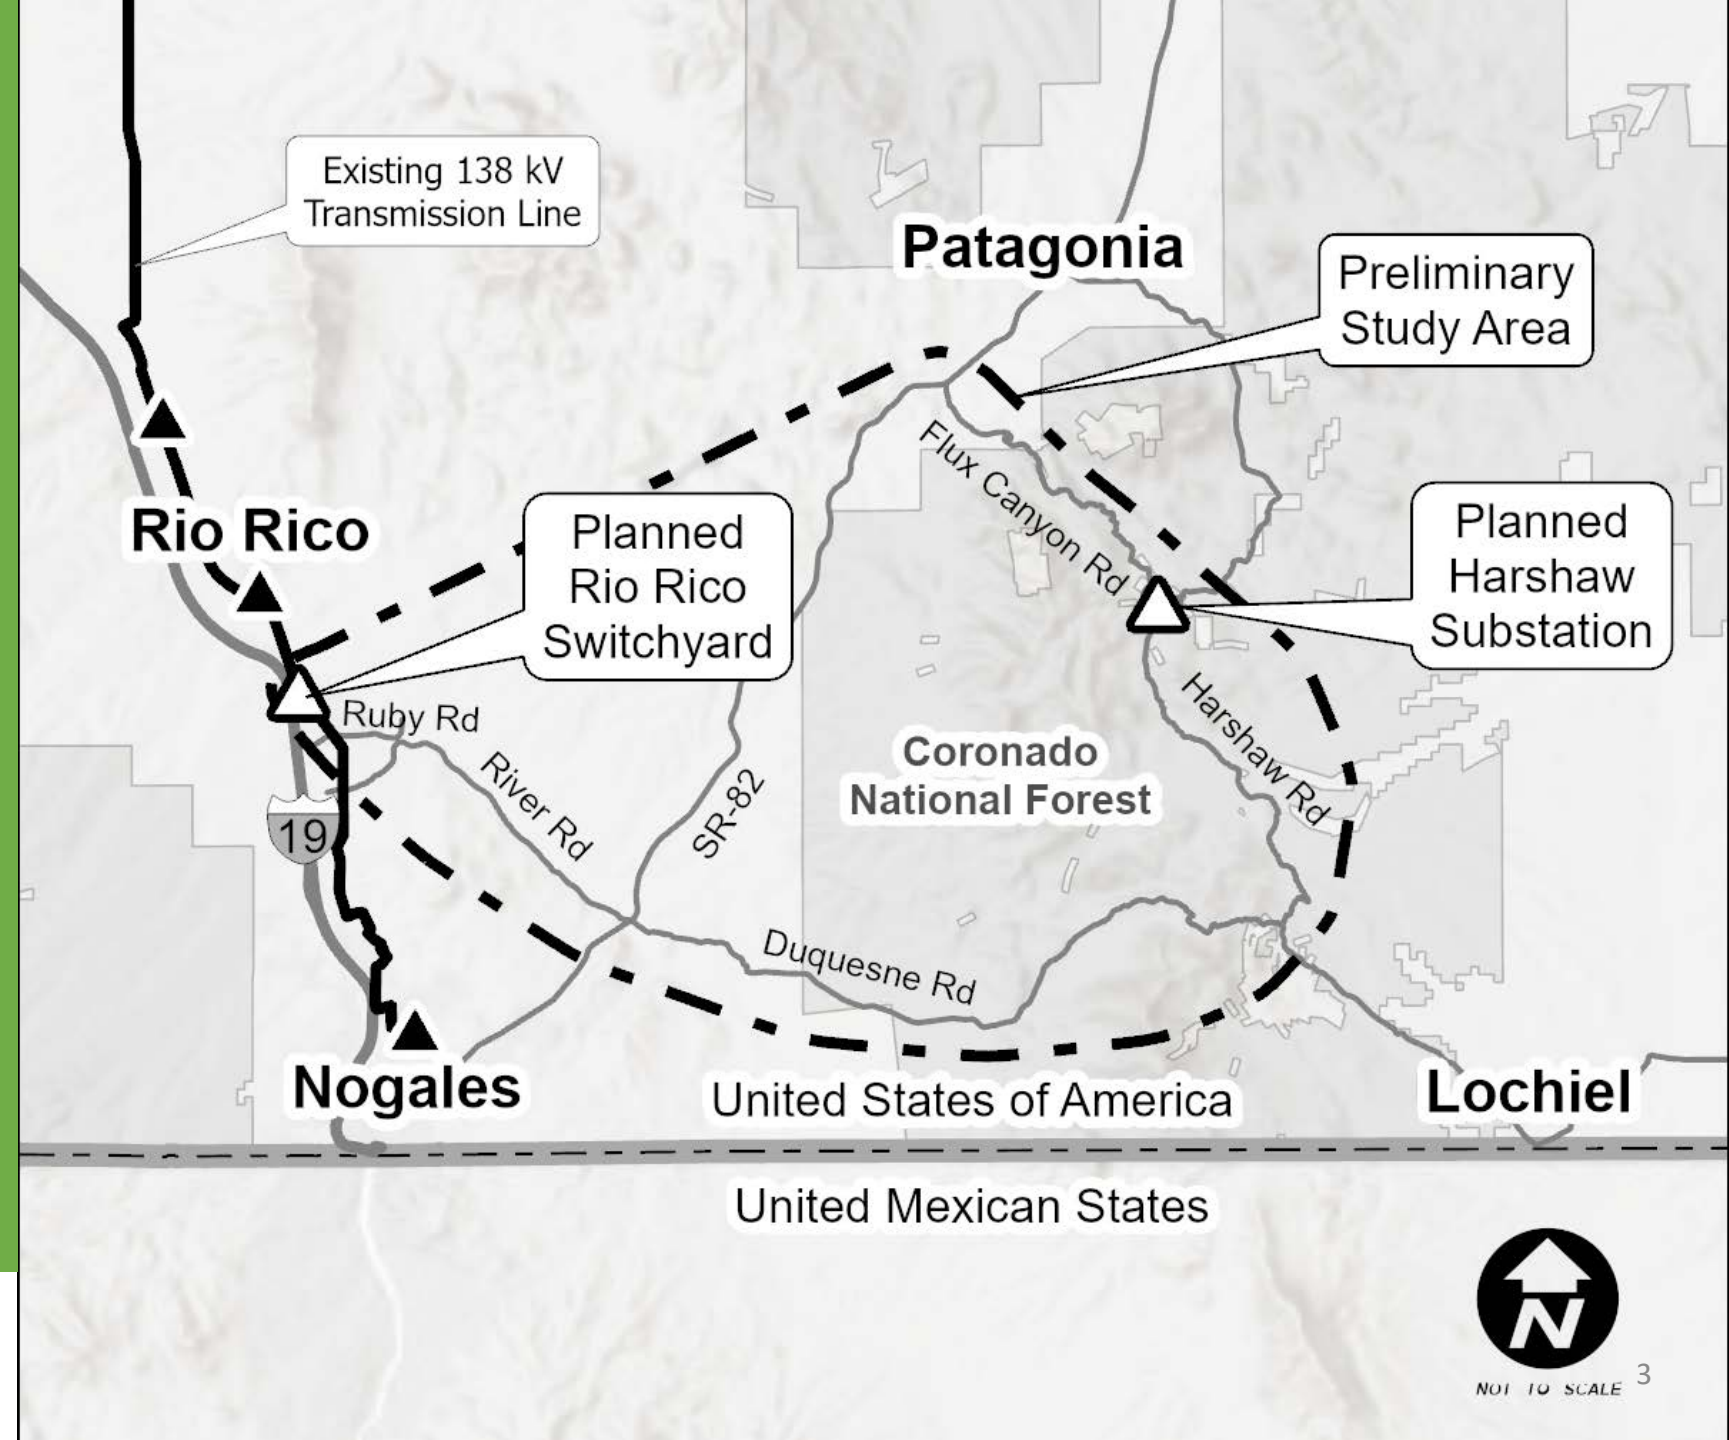 Existing 138 kV
Transmission Line
Patagonia
Preliminary
Study Area
Rio Rico
Planned
Rio Rico
Switchyard
Flux Canyon Rd
Planned
Harshaw
Substation
Ruby Rd
River Rd
SR-82
Coronado
National Forest
Harshaw Rd
19
Duquesne Rd
Nogales
United States of America
Lochiel
United Mexican States
N
NOT TO SCALE
3